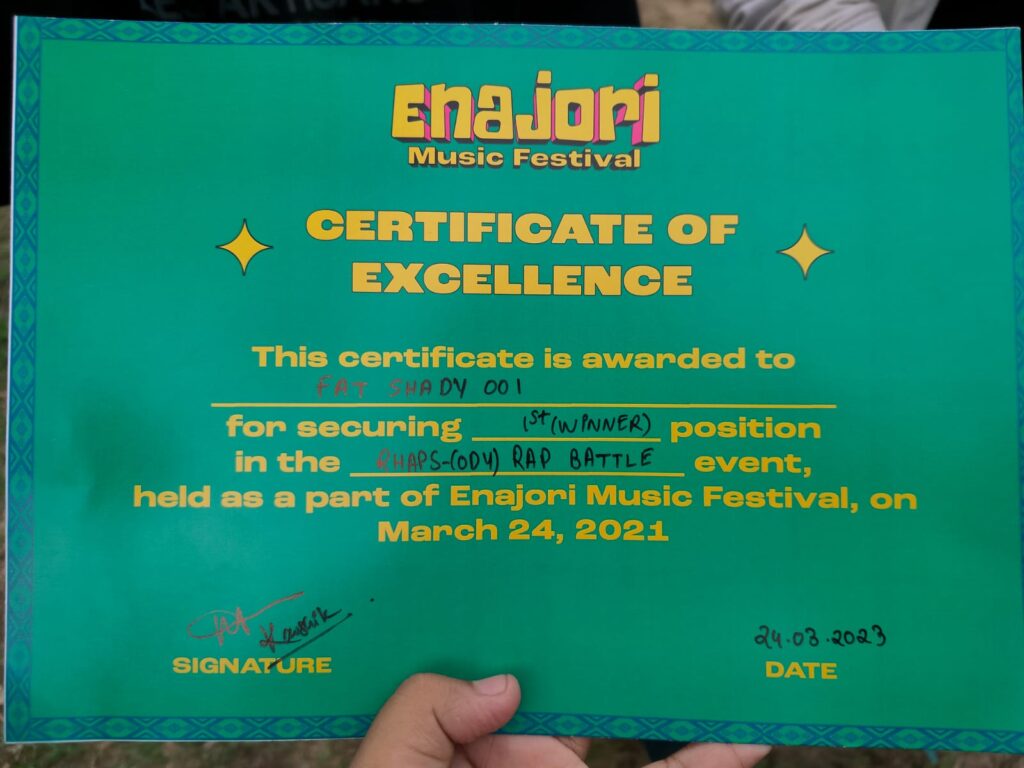 enajori
Music Festival
CERTIFICATE OF
EXCELLENCE
This certificate is awarded to
FAT SHADY 001
for securing 1st (WINNER) position
in the RHAPS-(ODY) RAP BATTLE event,
held as a part of Enajori Music Festival, on
March 24, 2021
Kaushik
24.03.2023
SIGNATURE
DATE